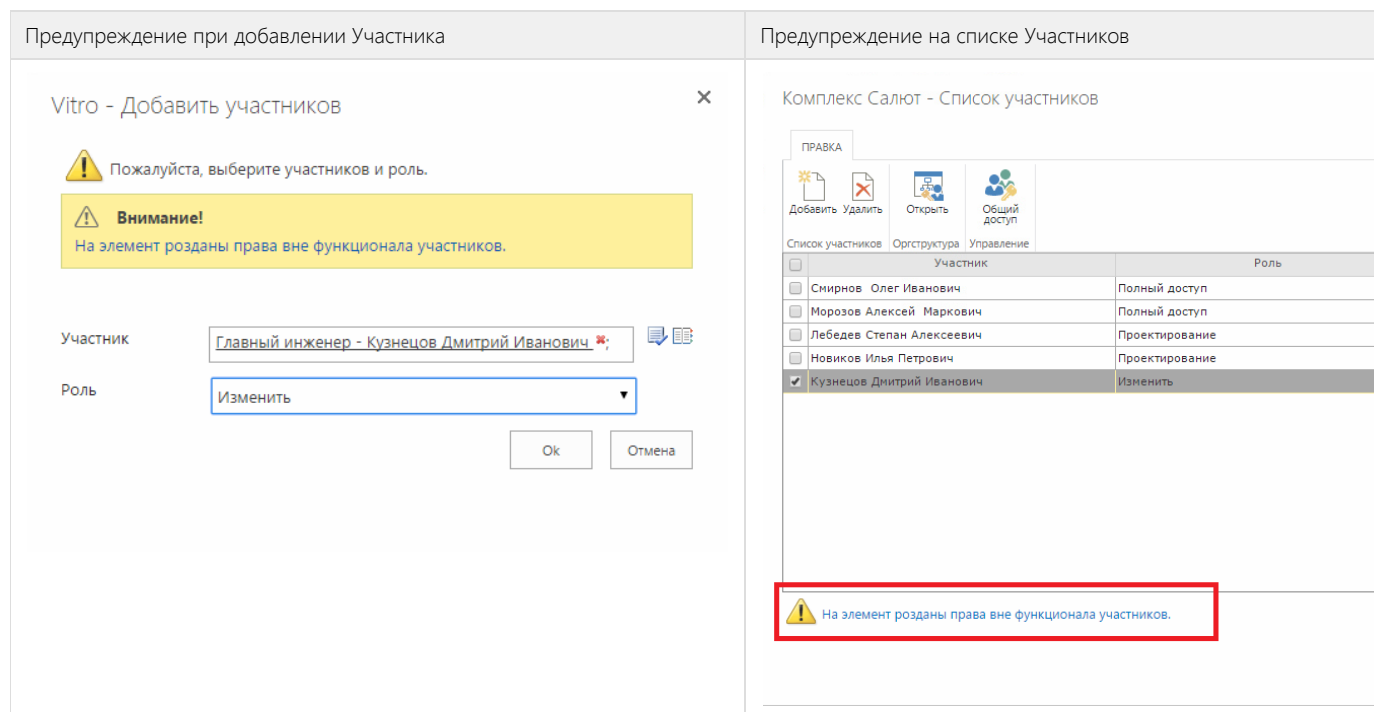 Предупреждение при добавлении Участника
Vitro - Добавить участников
Пожалуйста, выберите участников и роль.
Внимание!
На элемент розданы права вне функционала участников.
Участник
Главный инженер - Кузнецов Дмитрий Иванович ;
Роль
Изменить
Ok Отмена
Предупреждение на списке Участников
Комплекс Салют - Список участников
ПРАВКА
Добавить Удалить Открыть Общий
доступ
Список участников Оргструктура Управление
Участник Роль
Смирнов Олег Иванович Полный доступ
Морозов Алексей Маркович Полный доступ
Лебедев Степан Алексеевич Проектирование
Новиков Илья Петрович Проектирование
Кузнецов Дмитрий Иванович Изменить
На элемент розданы права вне функционала участников.